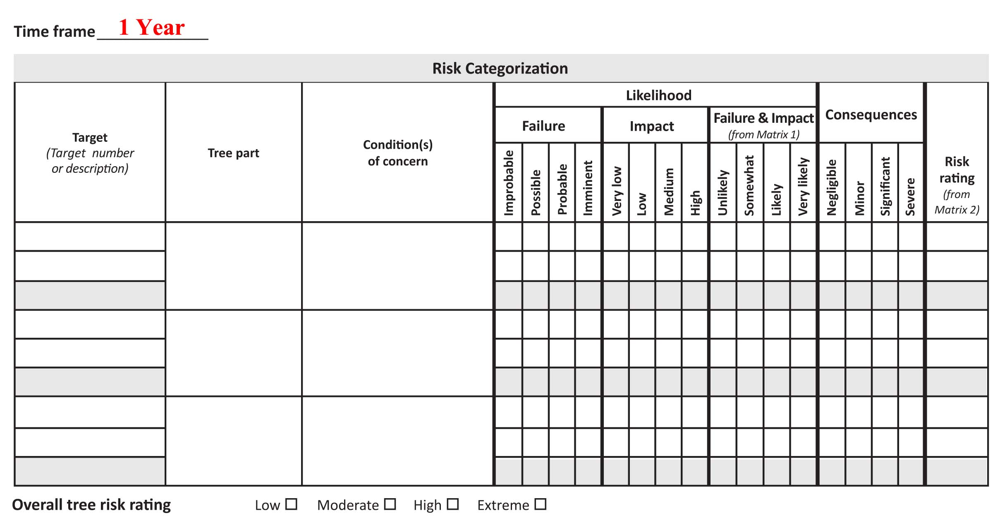 Time frame 1 Year
Risk Categorization
Likelihood
Failure
Impact
Failure & Impact
(from Matrix 1)
Consequences
Target
(Target number
or description)
Tree part
Condition(s)
of concern
Improbable
Possible
Probable
Imminent
Very low
Low
Medium
High
Unlikely
Somewhat
Likely
Very likely
Negligible
Minor
Significant
Severe
Risk
rating
(from
Matrix 2)
Overall tree risk rating Low Moderate High Extreme